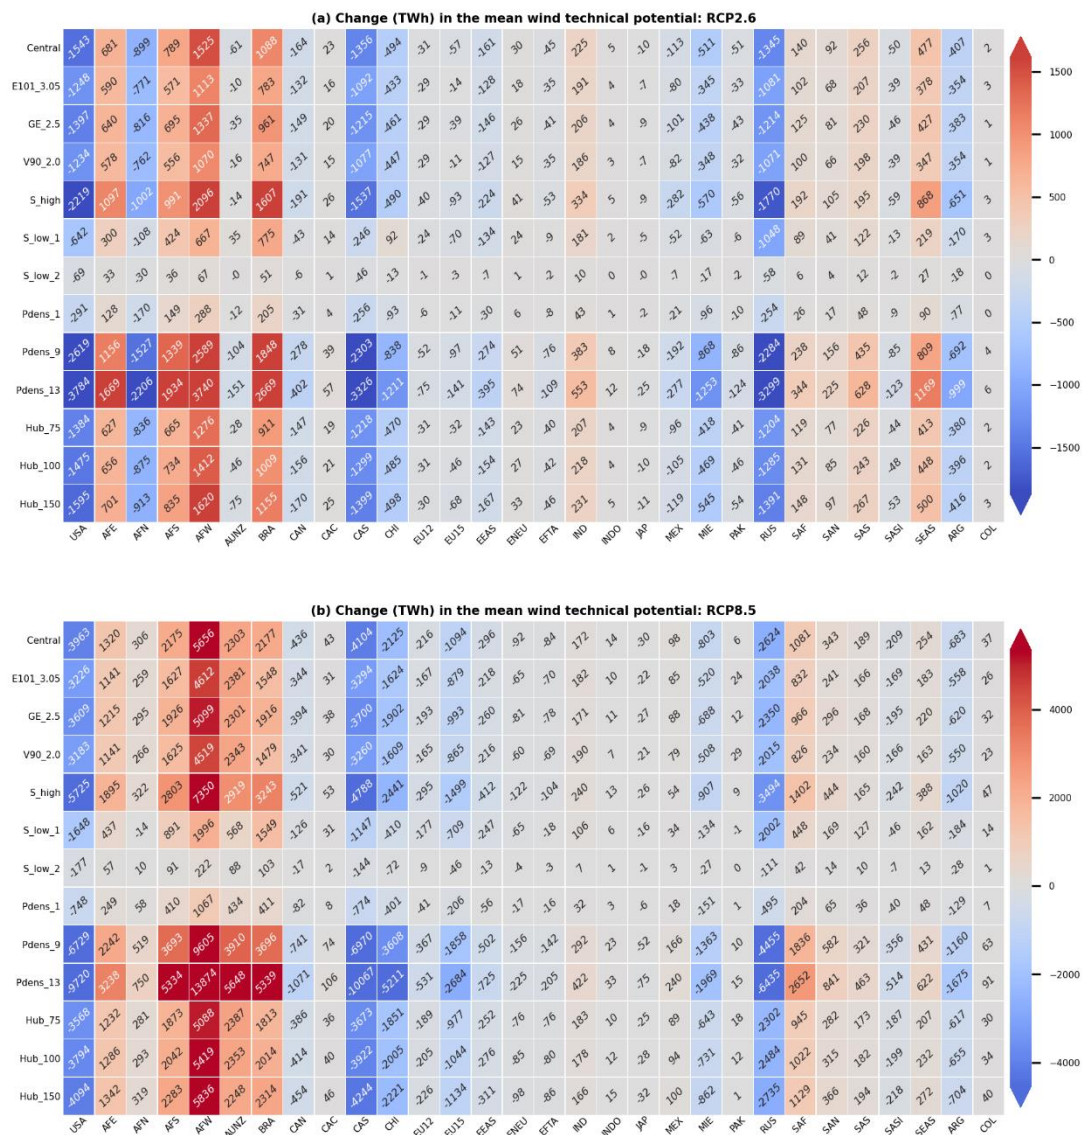 (a) Change (TWh) in the mean wind technical potential: RCP2.6
Central -1543 681 -899 789 1525 -61 1088 -164 23 -1356 -494 -31 -57 -161 30 -45 225 5 -10 -113 -511 -51 -1345 140 92 256 -50 477 -407 2
E101_3.05 -1248 590 -771 571 1113 -10 783 -132 16 -1092 -433 -29 -14 -128 18 -35 191 4 -7 -80 -345 -33 -1081 102 68 207 -39 378 -354 3
GE_2.5 -1397 640 -816 695 1337 -35 961 -149 20 -1215 -461 -29 -39 -146 26 -41 206 4 -9 -101 -438 -43 -1214 125 81 230 -46 427 -383 1
V90_2.0 -1234 578 -762 556 1070 -16 747 -131 15 -1077 -447 -29 -11 -127 15 -35 186 3 -7 -82 -348 -32 -1071 100 66 198 -39 347 -354 1
S_high -2219 1097 -1002 991 2096 -14 1607 -191 26 -1537 -490 -40 -93 -224 41 -53 334 5 -9 -282 -570 -56 -1770 192 105 195 -59 868 -651 3
S_low_1 -642 300 -108 424 667 35 775 -43 14 -246 92 -24 -70 -134 24 -9 181 2 -5 -52 -63 -6 -1048 89 41 122 -13 219 -170 3
S_low_2 -69 33 -30 36 67 -0 51 -6 1 -46 -13 -1 -3 -7 1 -2 10 0 -0 -7 -17 -2 -58 6 4 12 -2 27 -18 0
Pdens_1 -291 128 -170 149 288 -12 205 -31 4 -256 -93 -6 -11 -30 6 -8 43 1 -2 -21 -96 -10 -254 26 17 48 -9 90 -77 0
Pdens_9 -2619 1156 -1527 1339 2589 -104 1848 -278 39 -2303 -838 -52 -97 -274 51 -76 383 8 -18 -192 -868 -86 -2284 238 156 435 -85 809 -692 4
Pdens_13 -3784 1669 -2206 1934 3740 -151 2669 -402 57 -3326 -1211 -75 -141 -395 74 -109 553 12 -25 -277 -1253 -124 -3299 344 225 628 -123 1169 -999 6
Hub_75 -1384 627 -836 665 1276 -28 911 -147 19 -1218 -470 -31 -32 -143 23 -40 207 4 -9 -96 -418 -41 -1204 119 77 226 -44 413 -380 2
Hub_100 -1475 656 -875 734 1412 -46 1009 -156 21 -1299 -485 -31 -46 -154 27 -42 218 4 -10 -105 -469 -46 -1285 131 85 243 -48 448 -396 2
Hub_150 -1595 701 -913 835 1620 -75 1155 -170 25 -1399 -498 -30 -68 -167 33 -46 231 5 -11 -119 -545 -54 -1391 148 97 267 -53 500 -416 3
USA AFE AFN AFS AFW AUNZ BRA CAN CAC CAS CHI EU12 EU15 EEAS ENEU EFTA IND INDO JAP MEX MIE PAK RUS SAF SAN SAS SASI SEAS ARG COL
1500
1000
500
0
−500
−1000
−1500
(b) Change (TWh) in the mean wind technical potential: RCP8.5
Central -3963 1320 306 2175 5656 2303 2177 -436 43 -4104 -2125 -216 -1094 -296 -92 -84 172 14 -30 98 -803 6 -2624 1081 343 189 -209 254 -683 37
E101_3.05 -3226 1141 259 1627 4612 2381 1548 -344 31 -3294 -1624 -167 -879 -218 -65 -70 182 10 -22 85 -520 24 -2038 832 241 166 -169 183 -558 26
GE_2.5 -3609 1215 295 1926 5099 2301 1916 -394 38 -3700 -1902 -193 -993 -260 -81 -78 171 11 -27 88 -688 12 -2350 966 296 168 -195 220 -620 32
V90_2.0 -3183 1141 266 1625 4519 2343 1479 -341 30 -3260 -1609 -165 -865 -216 -60 -69 190 7 -21 79 -508 29 -2015 826 234 160 -166 163 -550 23
S_high -5725 1895 322 2803 7350 2919 3243 -521 53 -4788 -2441 -295 -1499 -412 -122 -104 240 13 -26 54 -907 9 -3494 1402 444 165 -242 388 -1020 47
S_low_1 -1648 437 -14 891 1996 568 1549 -126 31 -1147 -410 -177 -709 -247 -65 -18 106 6 -16 34 -134 1 -2002 448 169 127 -46 162 -184 14
S_low_2 -177 57 10 91 222 88 103 -17 2 -144 -72 -9 -46 -13 -4 -3 7 1 -1 3 -27 0 -111 42 14 10 -7 13 -28 1
Pdens_1 -748 249 58 410 1067 434 411 -82 8 -774 -401 -41 -206 -56 -17 -16 32 3 -6 18 -151 1 -495 204 65 36 -40 48 -129 7
Pdens_9 -6729 2242 519 3693 9605 3910 3696 -741 74 -6970 -3608 -367 -1858 -502 -156 -142 292 23 -52 166 -1363 10 -4455 1836 582 321 -356 431 -1160 63
Pdens_13 -9720 3238 750 5334 13874 5648 5339 -1071 106 -10067 -5211 -531 -2684 -725 -225 -205 422 33 -75 240 -1969 15 -6435 2652 841 463 -514 622 -1675 91
Hub_75 -3568 1232 281 1873 5088 2387 1813 -386 36 -3673 -1851 -189 -977 -252 -76 -76 183 10 -25 89 -643 18 -2302 945 282 173 -187 207 -617 30
Hub_100 -3794 1286 293 2042 5419 2353 2014 -414 40 -3922 -2005 -205 -1044 -276 -85 -80 178 12 -28 94 -731 12 -2484 1022 315 182 -199 232 -655 34
Hub_150 -4094 1342 319 2283 5836 2248 2314 -454 46 -4244 -2221 -226 -1134 -311 -98 -86 166 15 -32 100 -862 1 -2735 1129 366 194 -218 272 -704 40
USA AFE AFN AFS AFW AUNZ BRA CAN CAC CAS CHI EU12 EU15 EEAS ENEU EFTA IND INDO JAP MEX MIE PAK RUS SAF SAN SAS SASI SEAS ARG COL
4000
2000
0
−2000
−4000